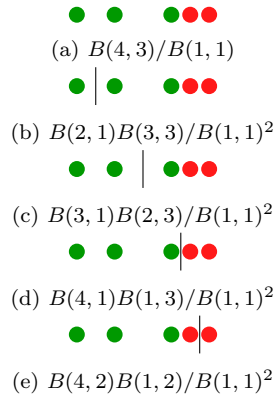 (a) B(4, 3)/B(1, 1)
(b) B(2, 1)B(3, 3)/B(1, 1)²
(c) B(3, 1)B(2, 3)/B(1, 1)²
(d) B(4, 1)B(1, 3)/B(1, 1)²
(e) B(4, 2)B(1, 2)/B(1, 1)²